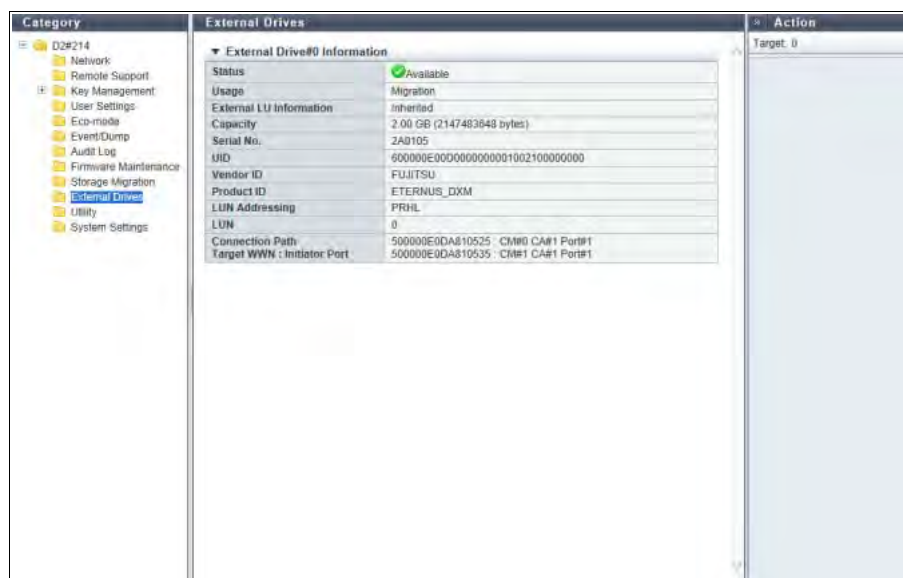 Category
D2#214
Network
Remote Support
Key Management
User Settings
Eco-mode
Event/Dump
Audit Log
Firmware Maintenance
Storage Migration
External Drives
Utility
System Settings
External Drives
▼ External Drive#0 Information
Status Available
Usage Migration
External LU Information Inherited
Capacity 2.00 GB (2147483648 bytes)
Serial No. 2A0105
UID
Vendor ID FUJITSU
Product ID ETERNUS_DXM
LUN Addressing PRHL
LUN 0
Connection Path 500000E0DA810525 : CM#0 CA#1 Port#1
Target WWN : Initiator Port 500000E0DA810535 : CM#1 CA#1 Port#1
» Action
Target: 0